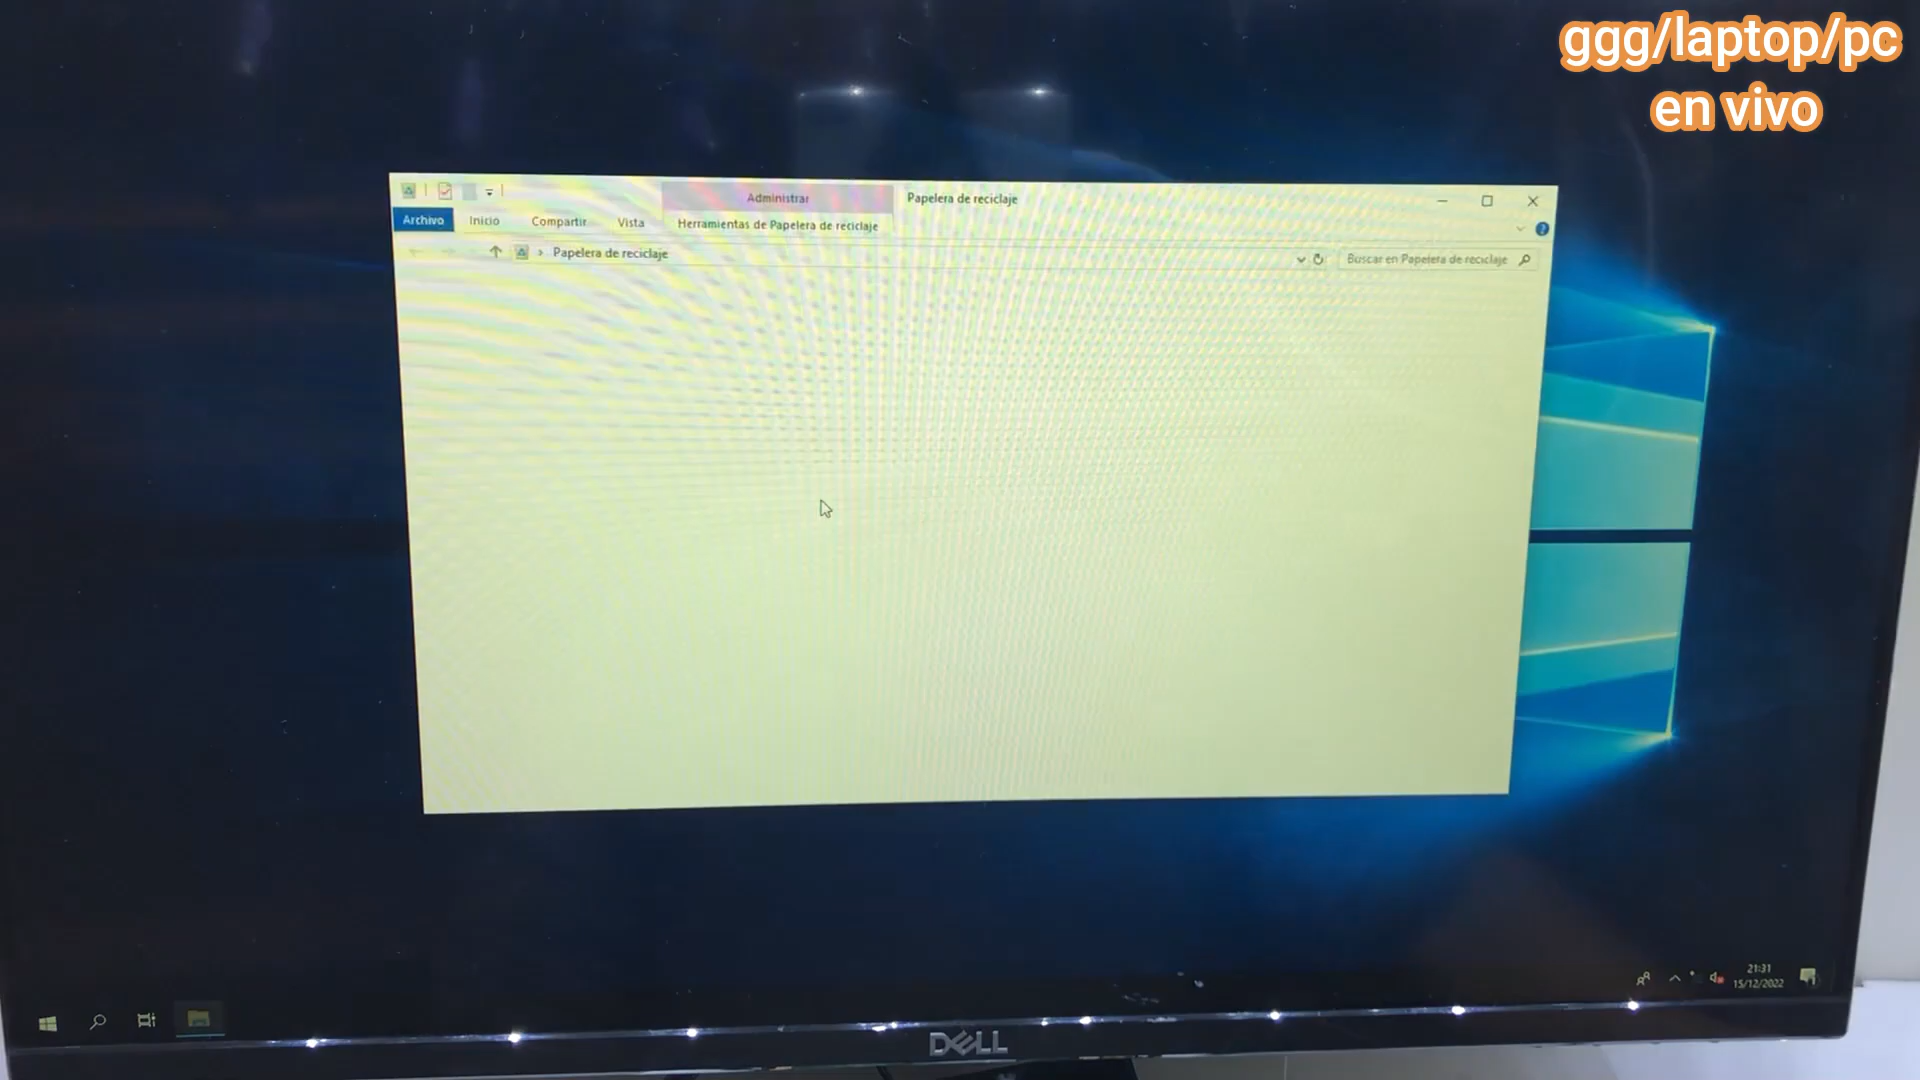 ggg/laptop/pc
en vivo
Administrar
Papelera de reciclaje
Archivo
Inicio
Compartir
Vista
Herramientas de Papelera de reciclaje
Papelera de reciclaje
Buscar en Papelera de reciclaje
21:31
15/12/2022
DELL